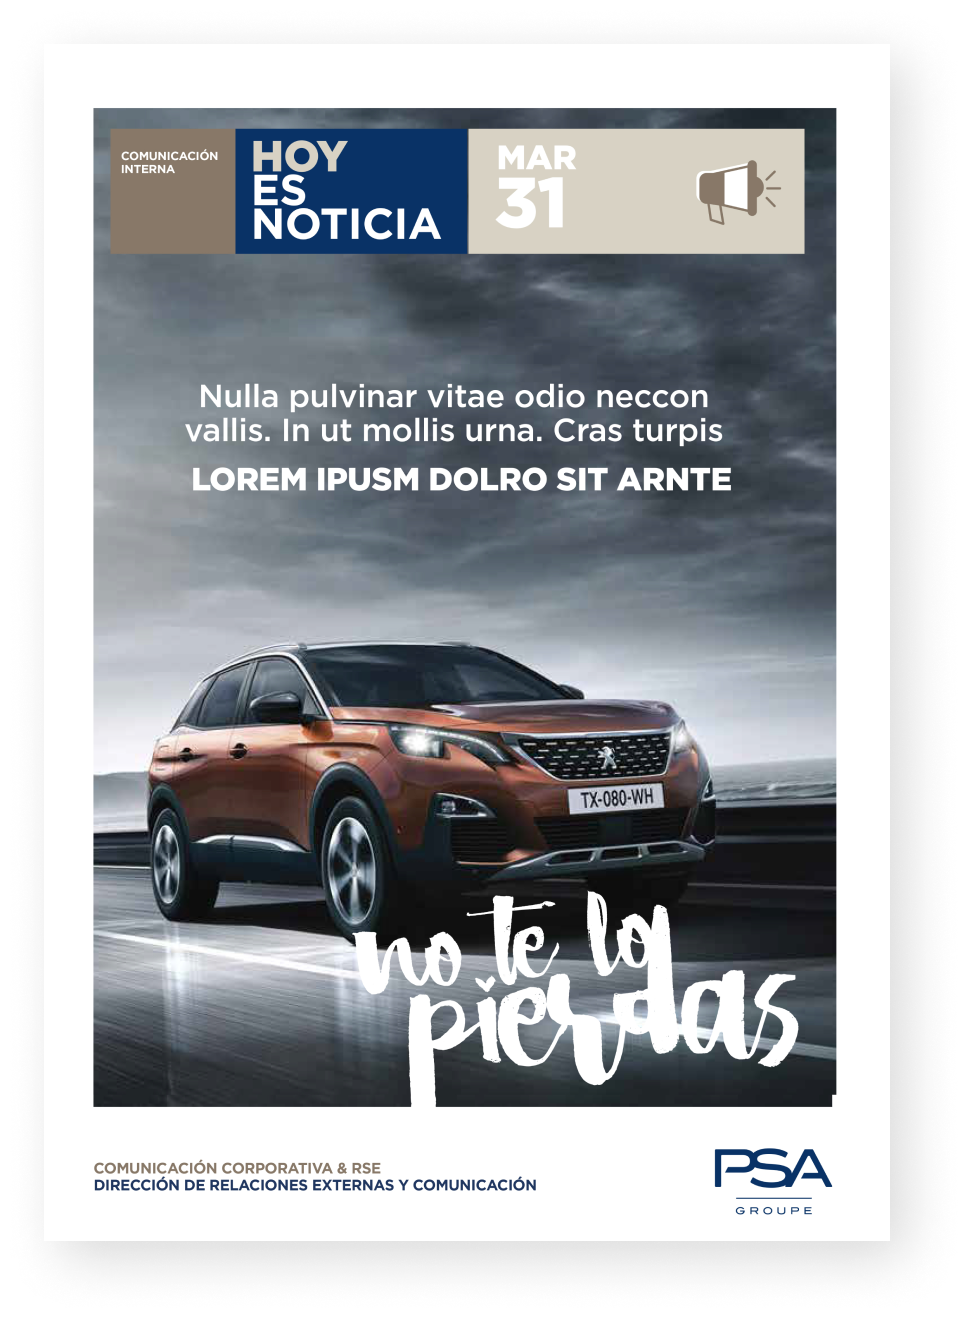 COMUNICACIÓN
INTERNA
HOY
ES
NOTICIA
MAR
31
Nulla pulvinar vitae odio neccon
vallis. In ut mollis urna. Cras turpis
LOREM IPUSM DOLRO SIT ARNTE
TX-080-WH
no te lo
pierdas
COMUNICACIÓN CORPORATIVA & RSE
DIRECCIÓN DE RELACIONES EXTERNAS Y COMUNICACIÓN
PSA
GROUPE